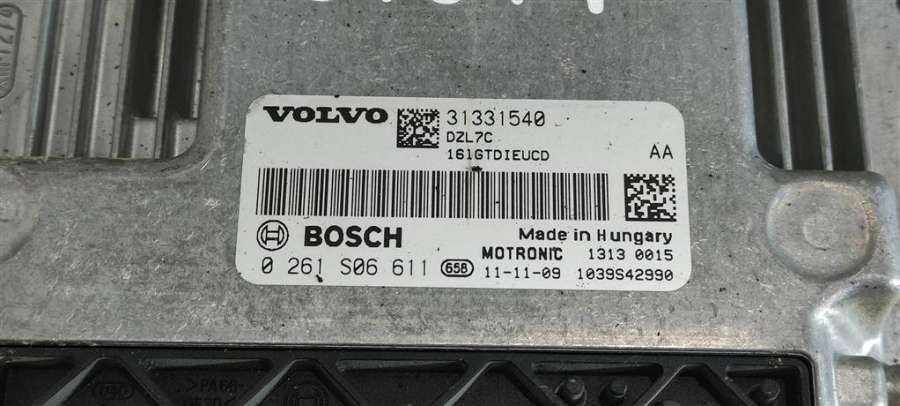 VOLVO 31331540
DZL7C
161GTDIEUCD AA
BOSCH Made in Hungary
MOTRONIC 1313 0015
0 261 S06 611 658 11-11-09 1039S42990
>PA66-